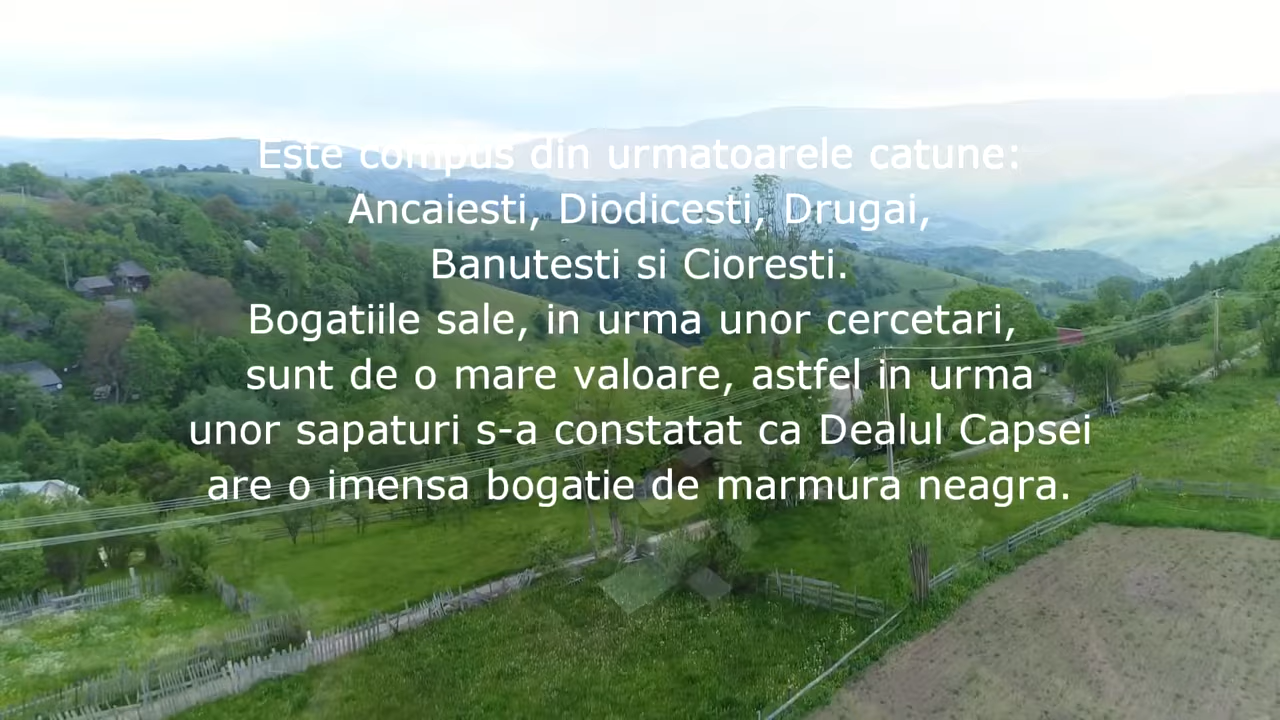 Este compus din urmatoarele catune:
Ancaiesti, Diodicesti, Drugai,
Banutesti si Cioresti.
Bogatiile sale, in urma unor cercetari,
sunt de o mare valoare, astfel in urma
unor sapaturi s-a constatat ca Dealul Capsei
are o imensa bogatie de marmura neagra.